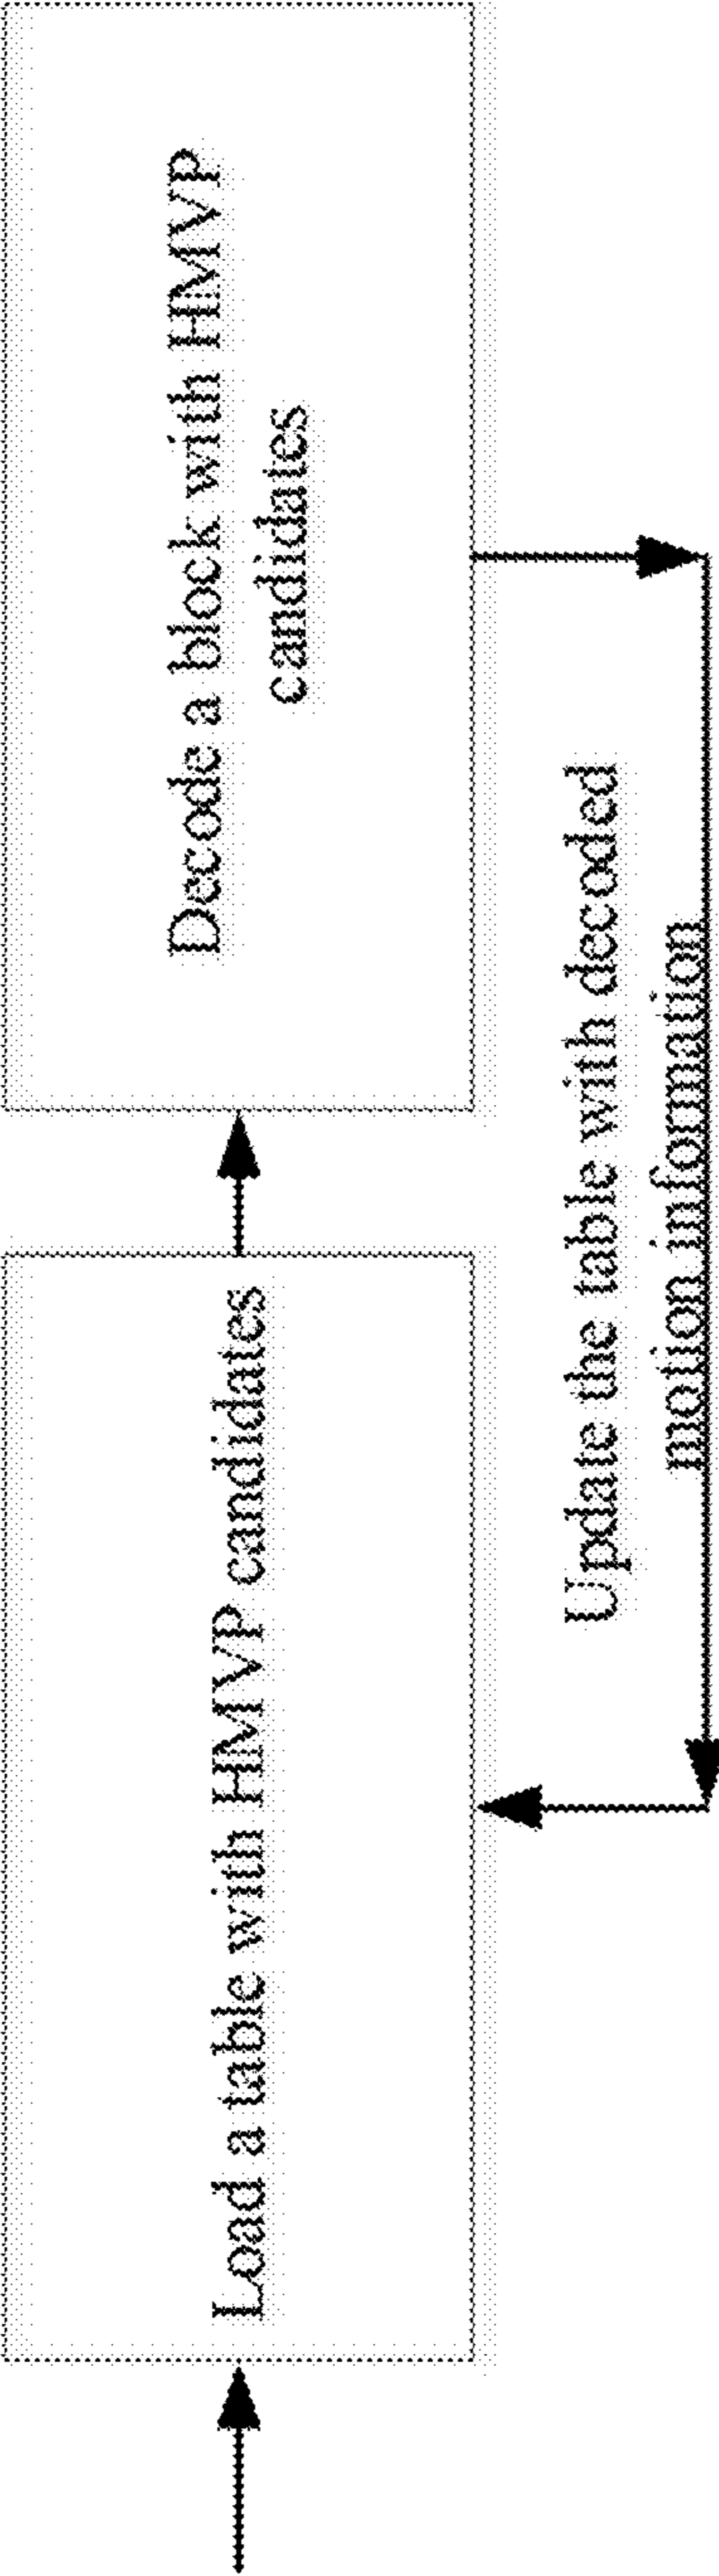 Load a table with HMVP candidates
Decode a block with HMVP
candidates
Update the table with decoded
motion information